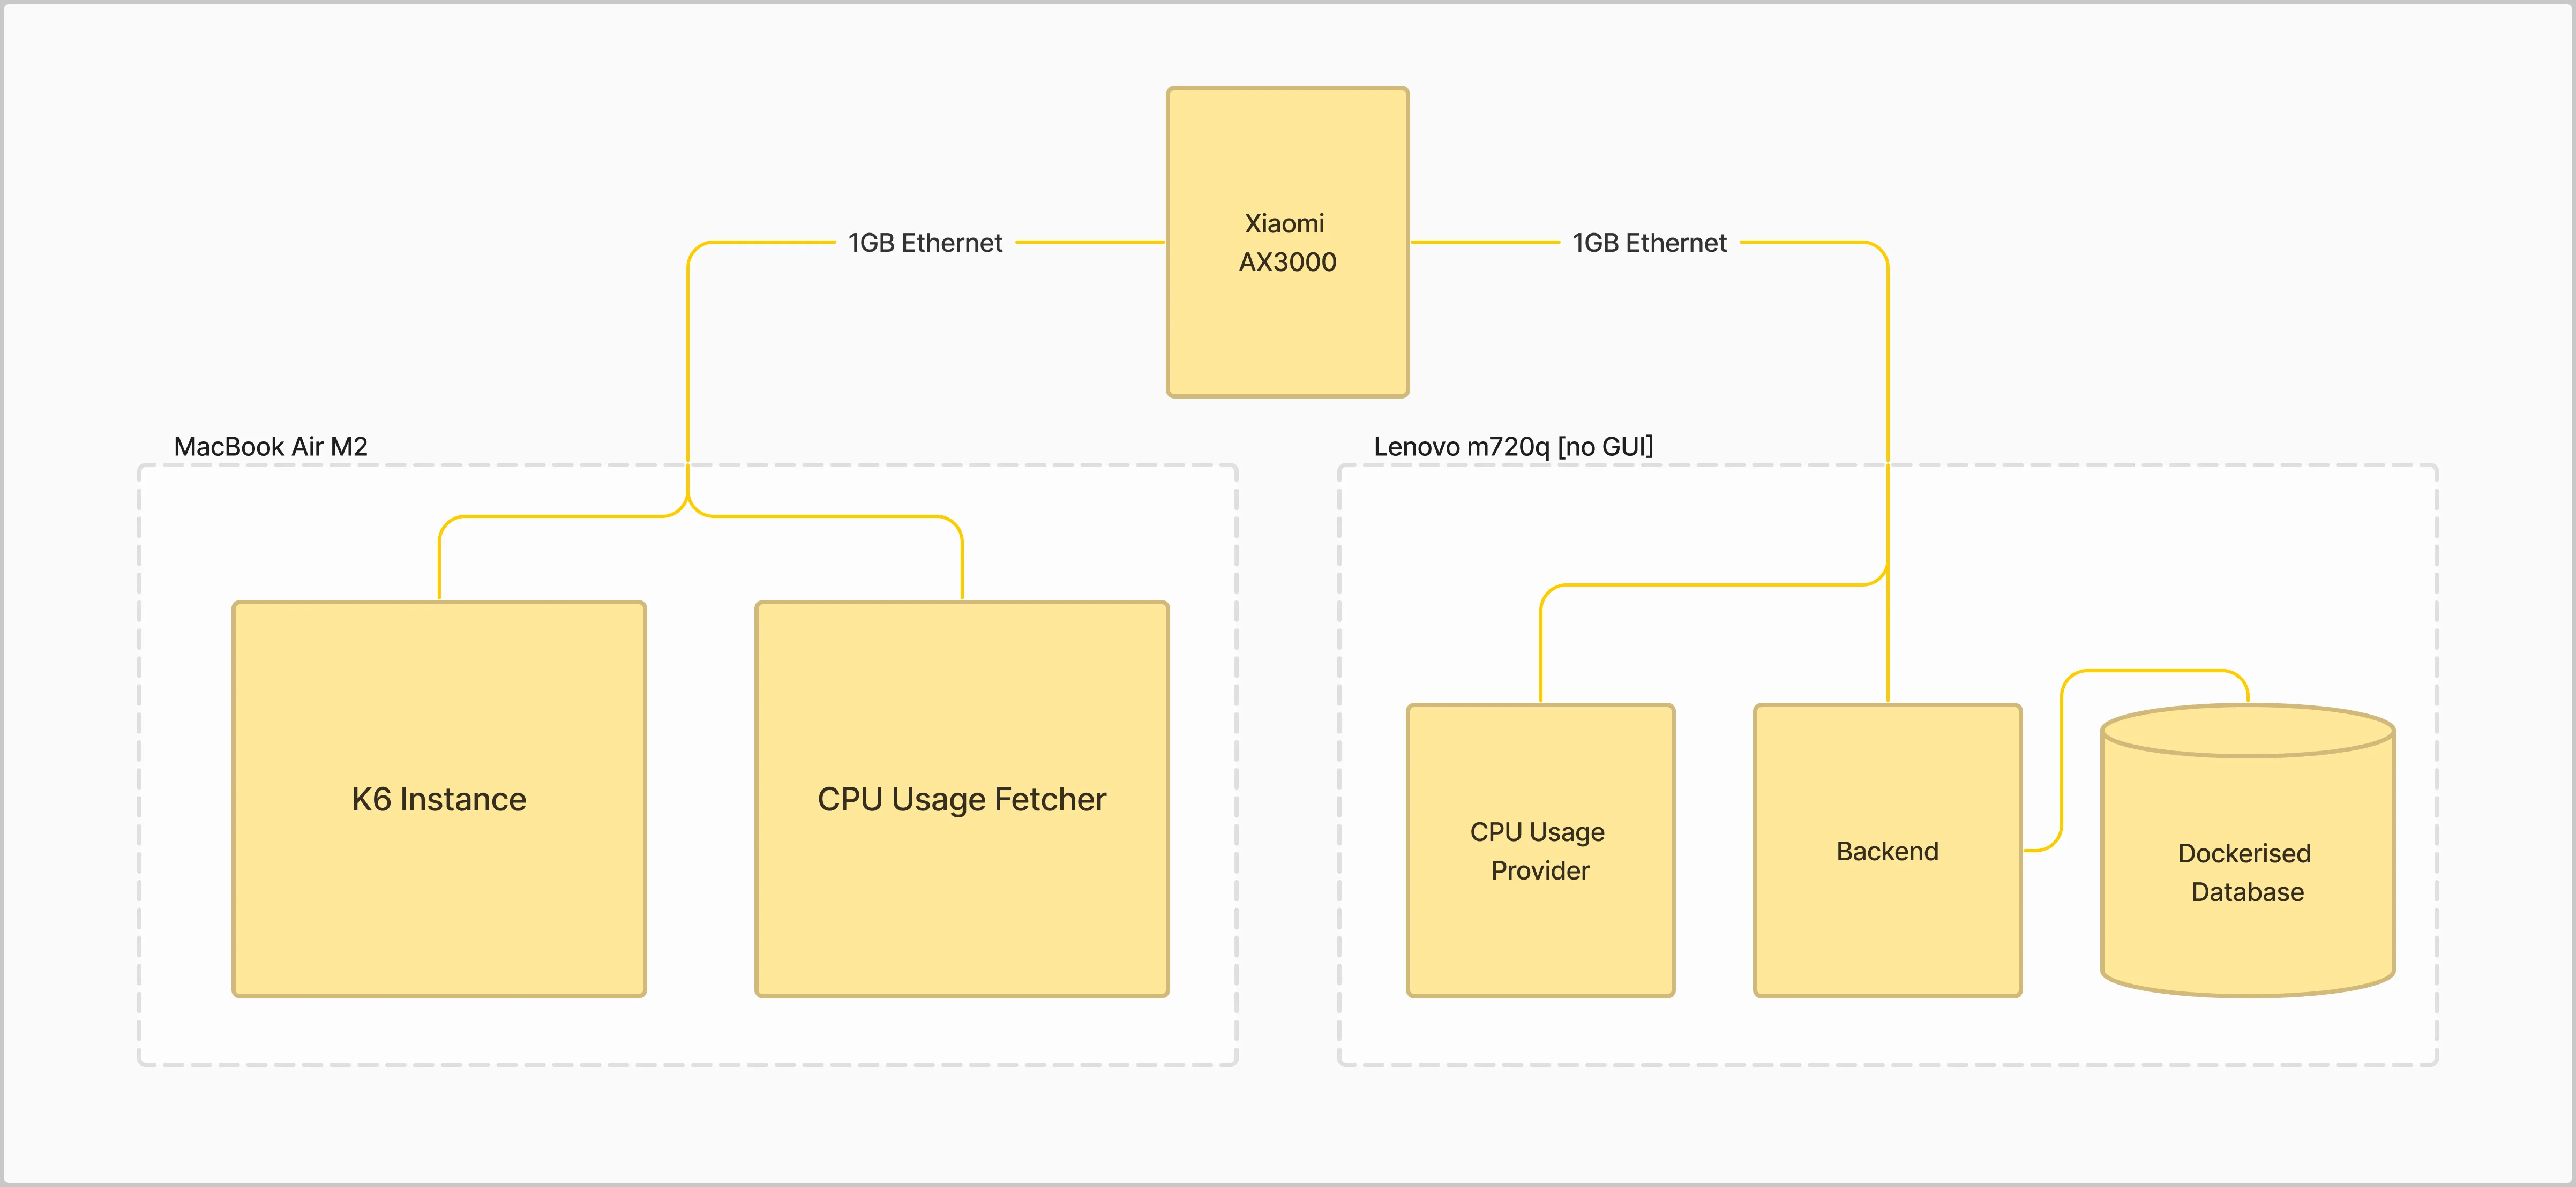 Xiaomi
AX3000
1GB Ethernet
1GB Ethernet
MacBook Air M2
Lenovo m720q [no GUI]
K6 Instance
CPU Usage Fetcher
CPU Usage
Provider
Backend
Dockerised
Database